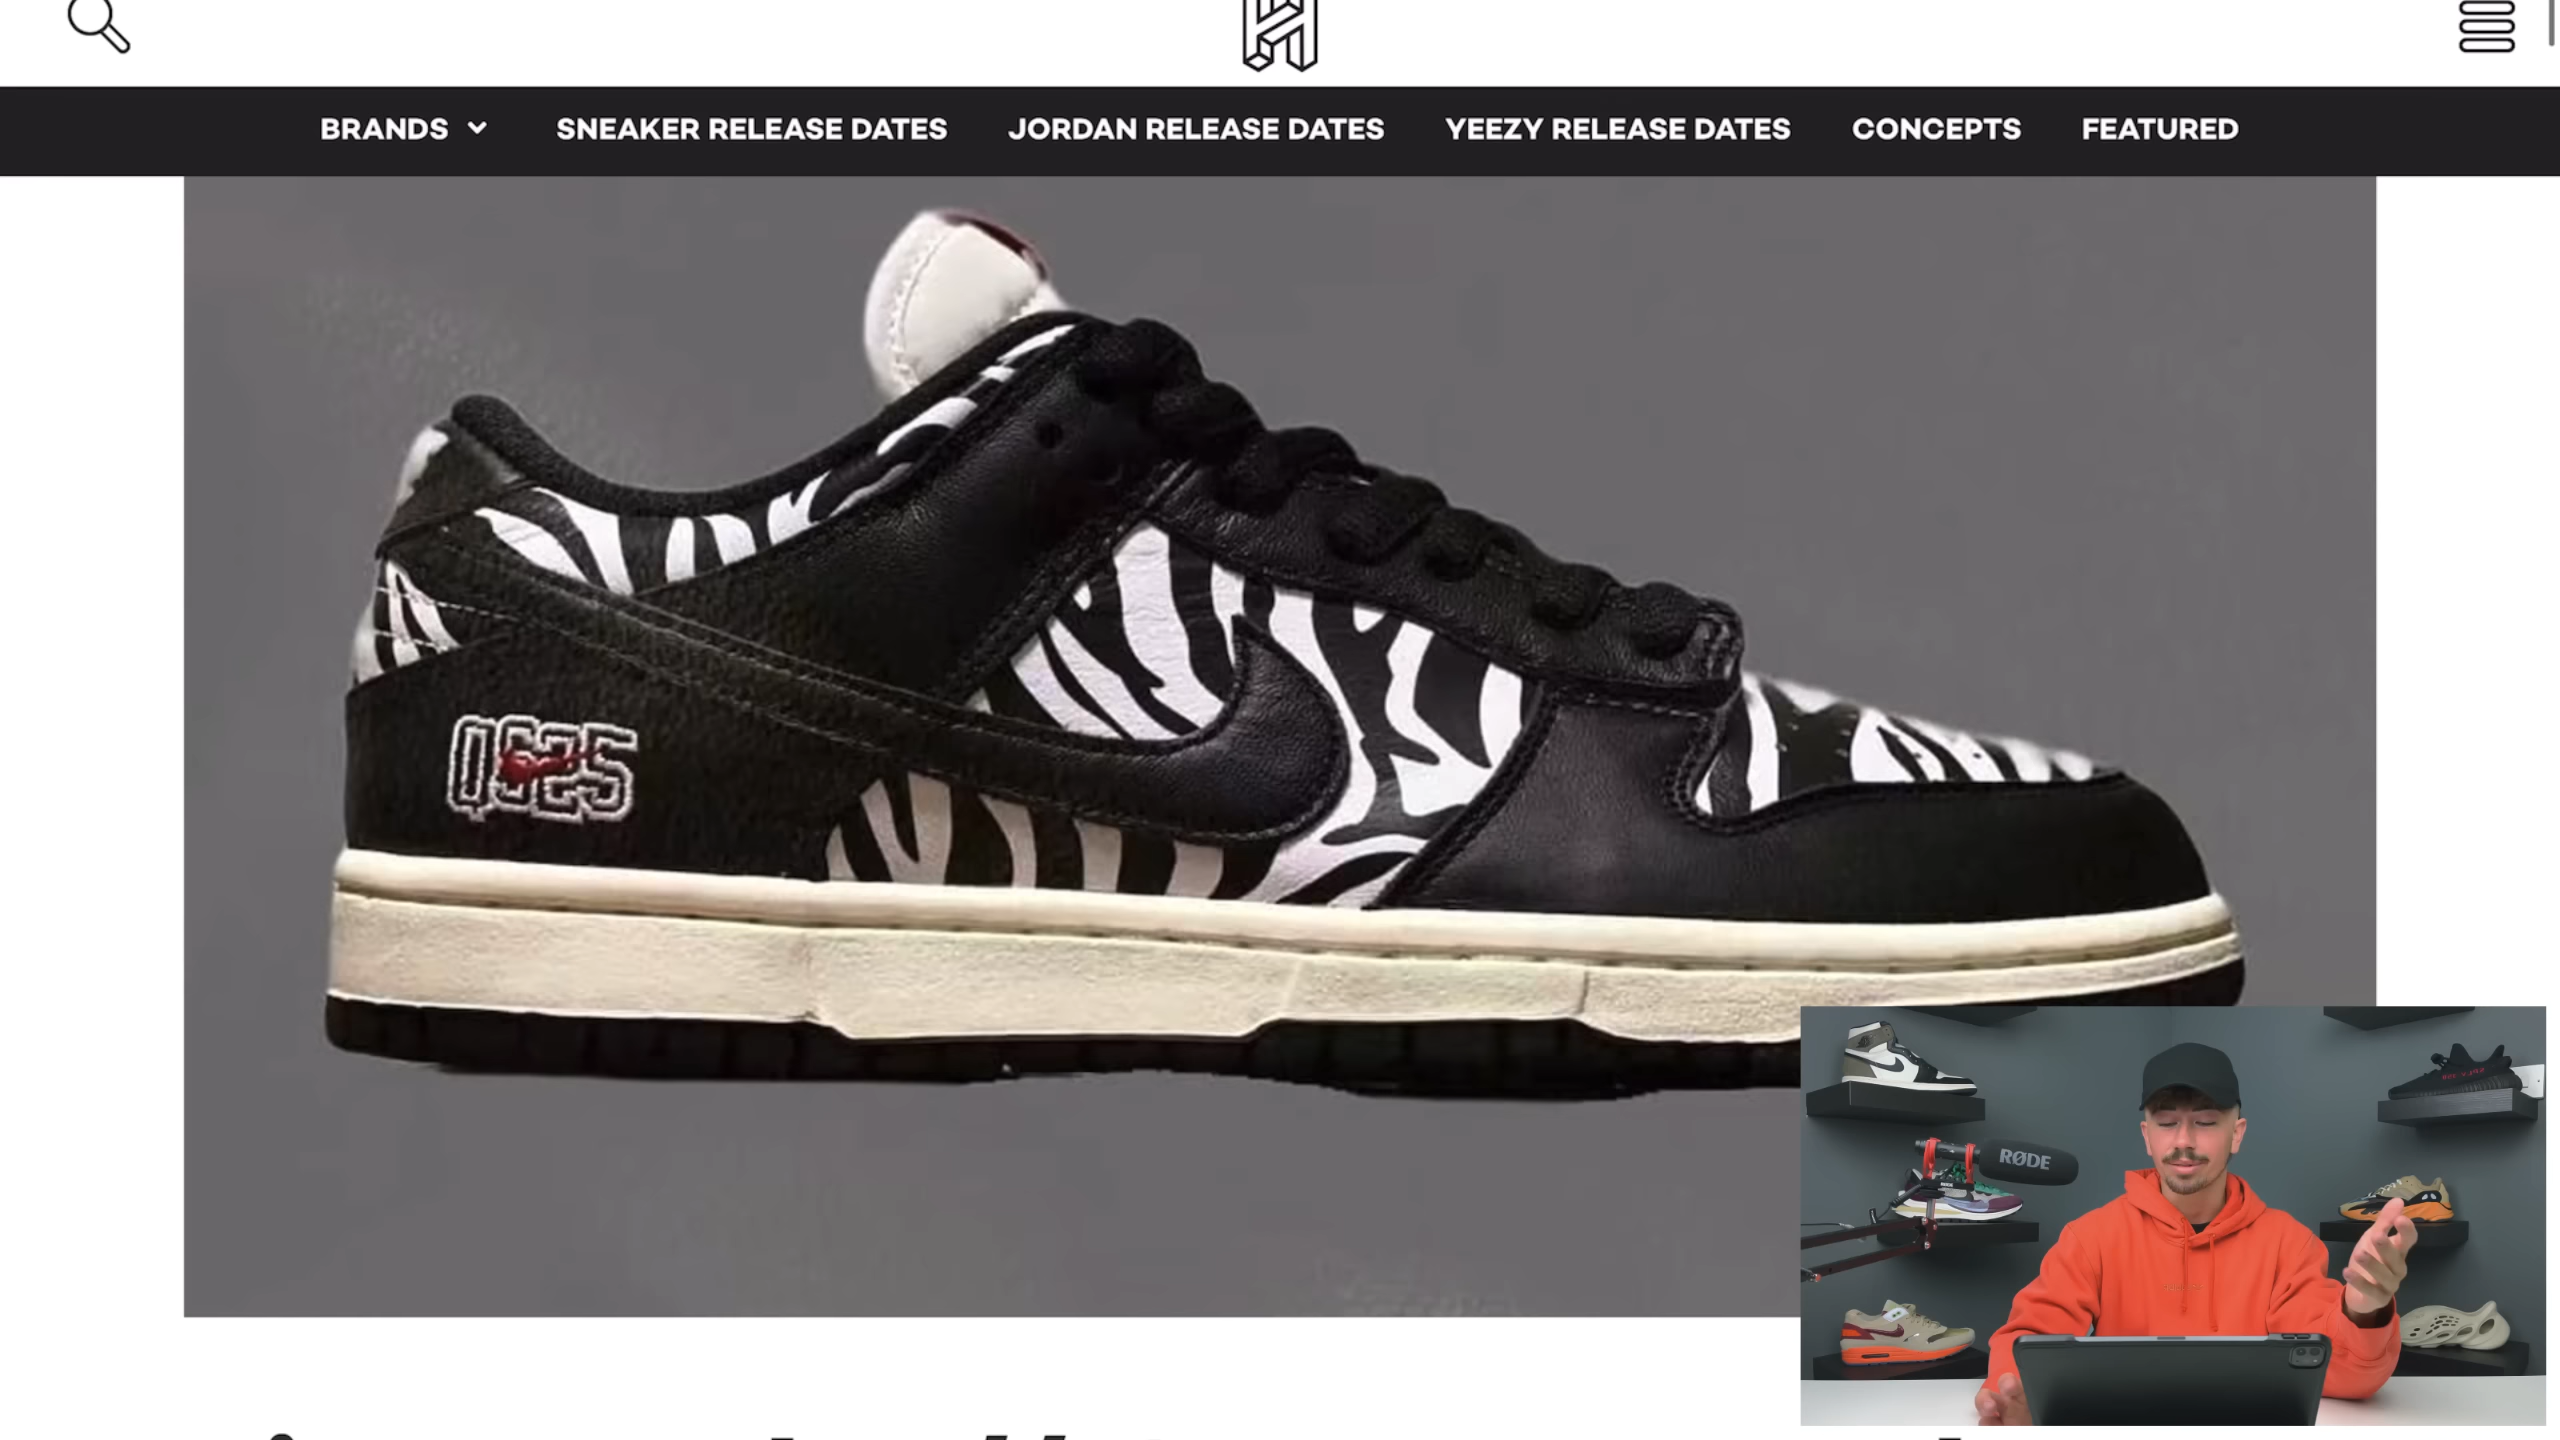 BRANDS
SNEAKER RELEASE DATES
JORDAN RELEASE DATES
YEEZY RELEASE DATES
CONCEPTS
FEATURED
QS25
RØDE